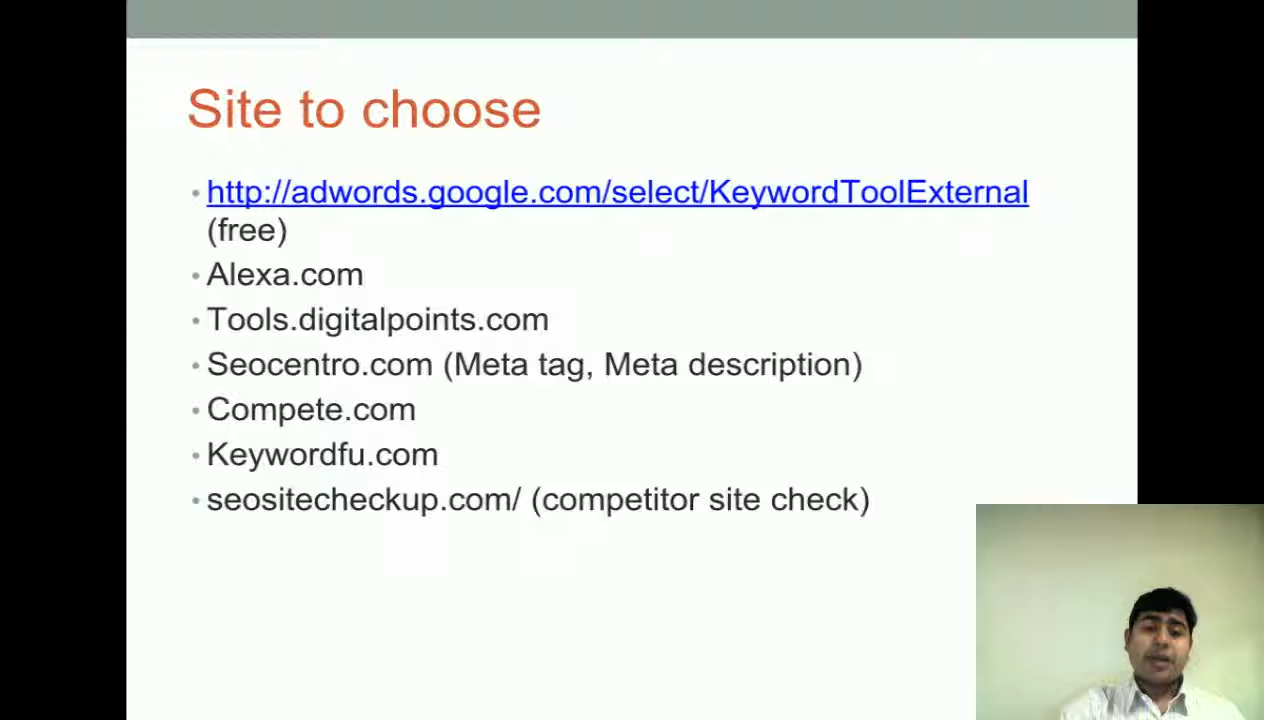 Site to choose
http://adwords.google.com/select/KeywordToolExternal
(free)
Alexa.com
Tools.digitalpoints.com
Seocentro.com (Meta tag, Meta description)
Compete.com
Keywordfu.com
seositecheckup.com/ (competitor site check)